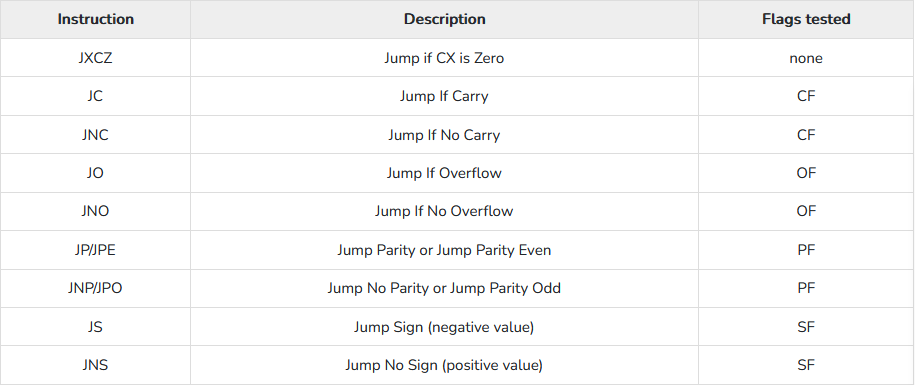 Instruction Description Flags tested
JXCZ Jump if CX is Zero none
JC Jump If Carry CF
JNC Jump If No Carry CF
JO Jump If Overflow OF
JNO Jump If No Overflow OF
JP/JPE Jump Parity or Jump Parity Even PF
JNP/JPO Jump No Parity or Jump Parity Odd PF
JS Jump Sign (negative value) SF
JNS Jump No Sign (positive value) SF